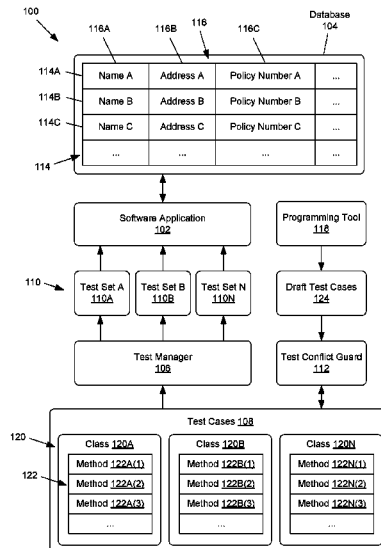 100
116A
116B
116
116C
Database
104
114A
Name A
Address A
Policy Number A
...
114B
Name B
Address B
Policy Number B
...
114C
Name C
Address C
Policy Number C
...
114
...
...
...
...
Software Application
102
Programming Tool
118
110
Test Set A
110A
Test Set B
110B
Test Set N
110N
Draft Test Cases
124
Test Manager
106
Test Conflict Guard
112
Test Cases 108
120
Class 120A
Class 120B
Class 120N
122
Method 122A(1)
Method 122B(1)
Method 122N(1)
Method 122A(2)
Method 122B(2)
Method 122N(2)
Method 122A(3)
Method 122B(3)
Method 122N(3)
...
...
...